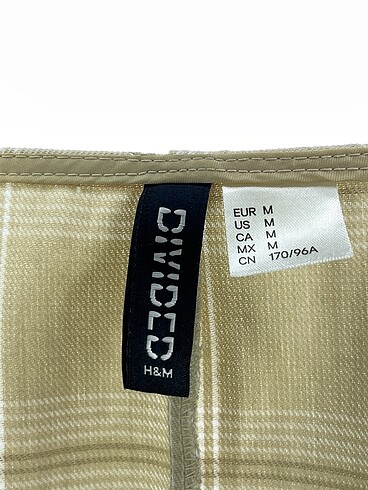 DIVIDED
H&M
EUR M
US M
CA M
MX M
CN 170/96A